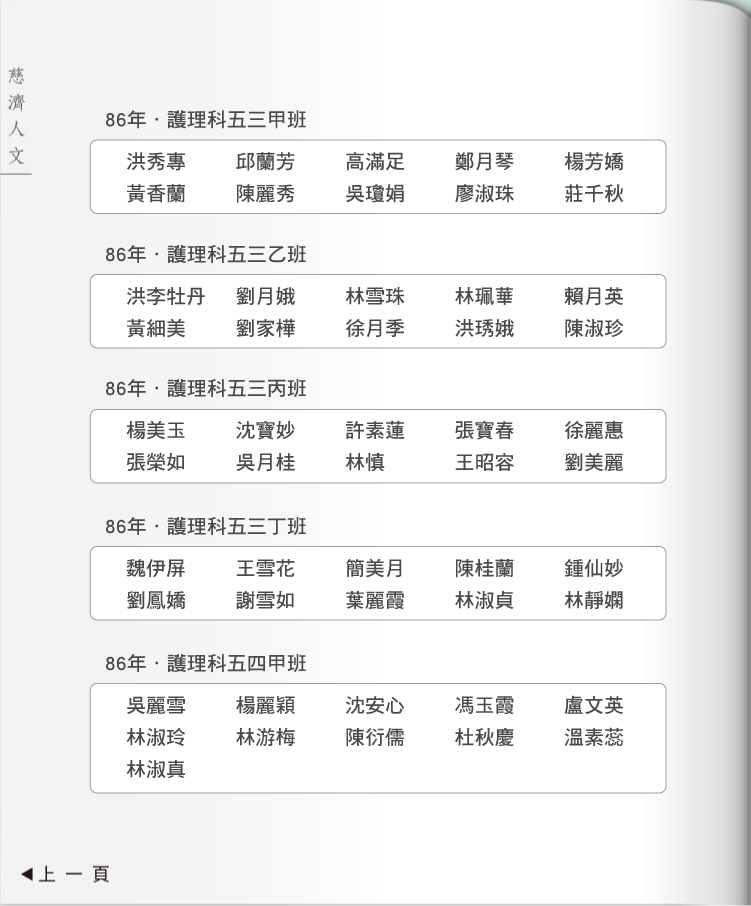 慈濟人文
86年．護理科五三甲班
洪秀專 邱蘭芳 高滿足 鄭月琴 楊芳嬌
黃香蘭 陳麗秀 吳瓊娟 廖淑珠 莊千秋
86年．護理科五三乙班
洪李牡丹 劉月娥 林雪珠 林珮華 賴月英
黃細美 劉家樺 徐月季 洪琇娥 陳淑珍
86年．護理科五三丙班
楊美玉 沈寶妙 許素蓮 張寶春 徐麗惠
張榮如 吳月桂 林慎 王昭容 劉美麗
86年．護理科五三丁班
魏伊屏 王雪花 簡美月 陳桂蘭 鍾仙妙
劉鳳嬌 謝雪如 葉麗霞 林淑貞 林靜嫻
86年．護理科五四甲班
吳麗雪 楊麗穎 沈安心 馮玉霞 盧文英
林淑玲 林游梅 陳衍儒 杜秋慶 溫素蕊
林淑真
◀上一頁